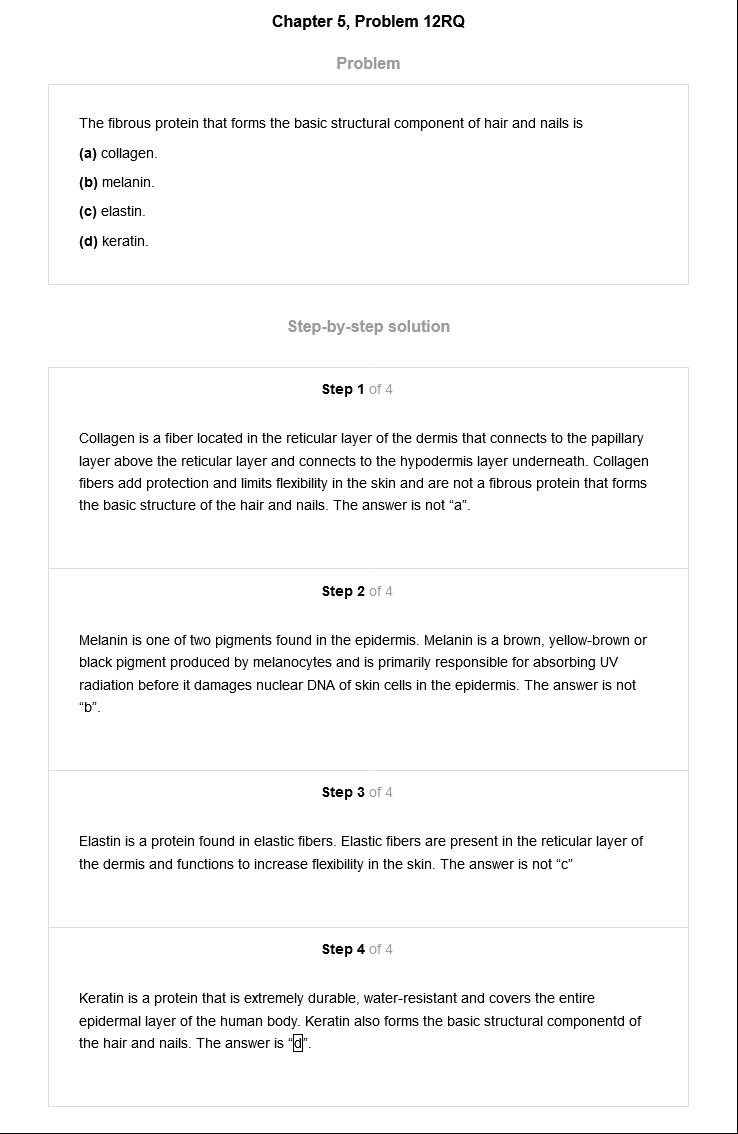 Chapter 5, Problem 12RQ
Problem
The fibrous protein that forms the basic structural component of hair and nails is
(a) collagen.
(b) melanin.
(c) elastin.
(d) keratin.
Step-by-step solution
Step 1 of 4
Collagen is a fiber located in the reticular layer of the dermis that connects to the papillary
layer above the reticular layer and connects to the hypodermis layer underneath. Collagen
fibers add protection and limits flexibility in the skin and are not a fibrous protein that forms
the basic structure of the hair and nails. The answer is not “a”.
Step 2 of 4
Melanin is one of two pigments found in the epidermis. Melanin is a brown, yellow-brown or
black pigment produced by melanocytes and is primarily responsible for absorbing UV
radiation before it damages nuclear DNA of skin cells in the epidermis. The answer is not
“b”.
Step 3 of 4
Elastin is a protein found in elastic fibers. Elastic fibers are present in the reticular layer of
the dermis and functions to increase flexibility in the skin. The answer is not “c”
Step 4 of 4
Keratin is a protein that is extremely durable, water-resistant and covers the entire
epidermal layer of the human body. Keratin also forms the basic structural componentd of
the hair and nails. The answer is “d”.